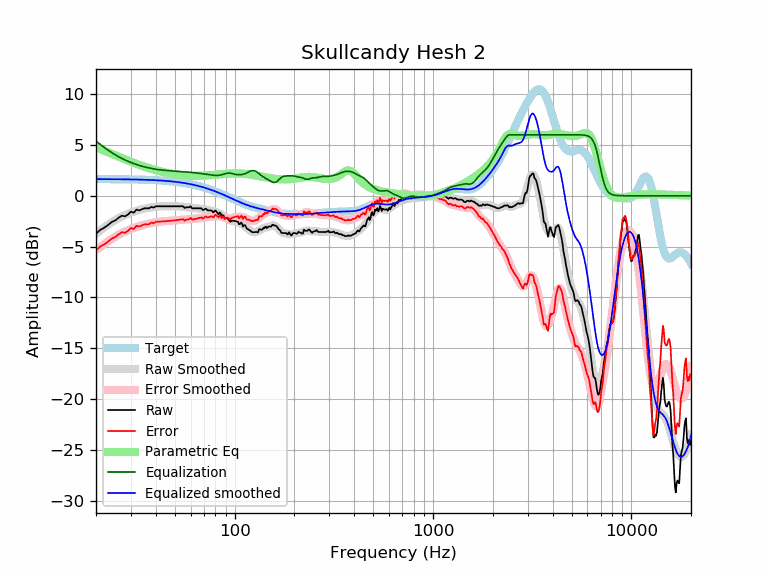 Skullcandy Hesh 2
Amplitude (dBr)
10
5
0
−5
−10
−15
−20
−25
−30
Target
Raw Smoothed
Error Smoothed
Raw
Error
Parametric Eq
Equalization
Equalized smoothed
100 1000 10000
Frequency (Hz)